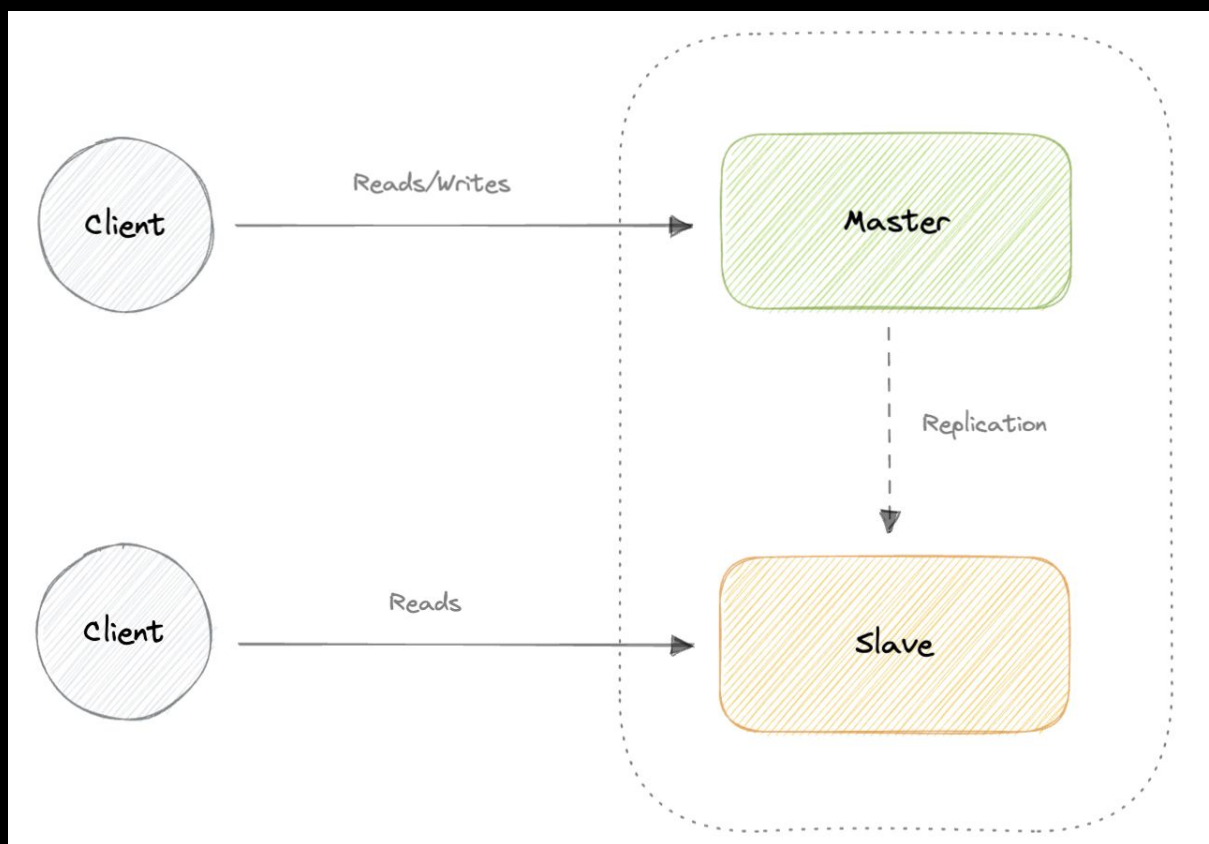 Reads/Writes
Client
Master
Replication
Reads
Client
Slave